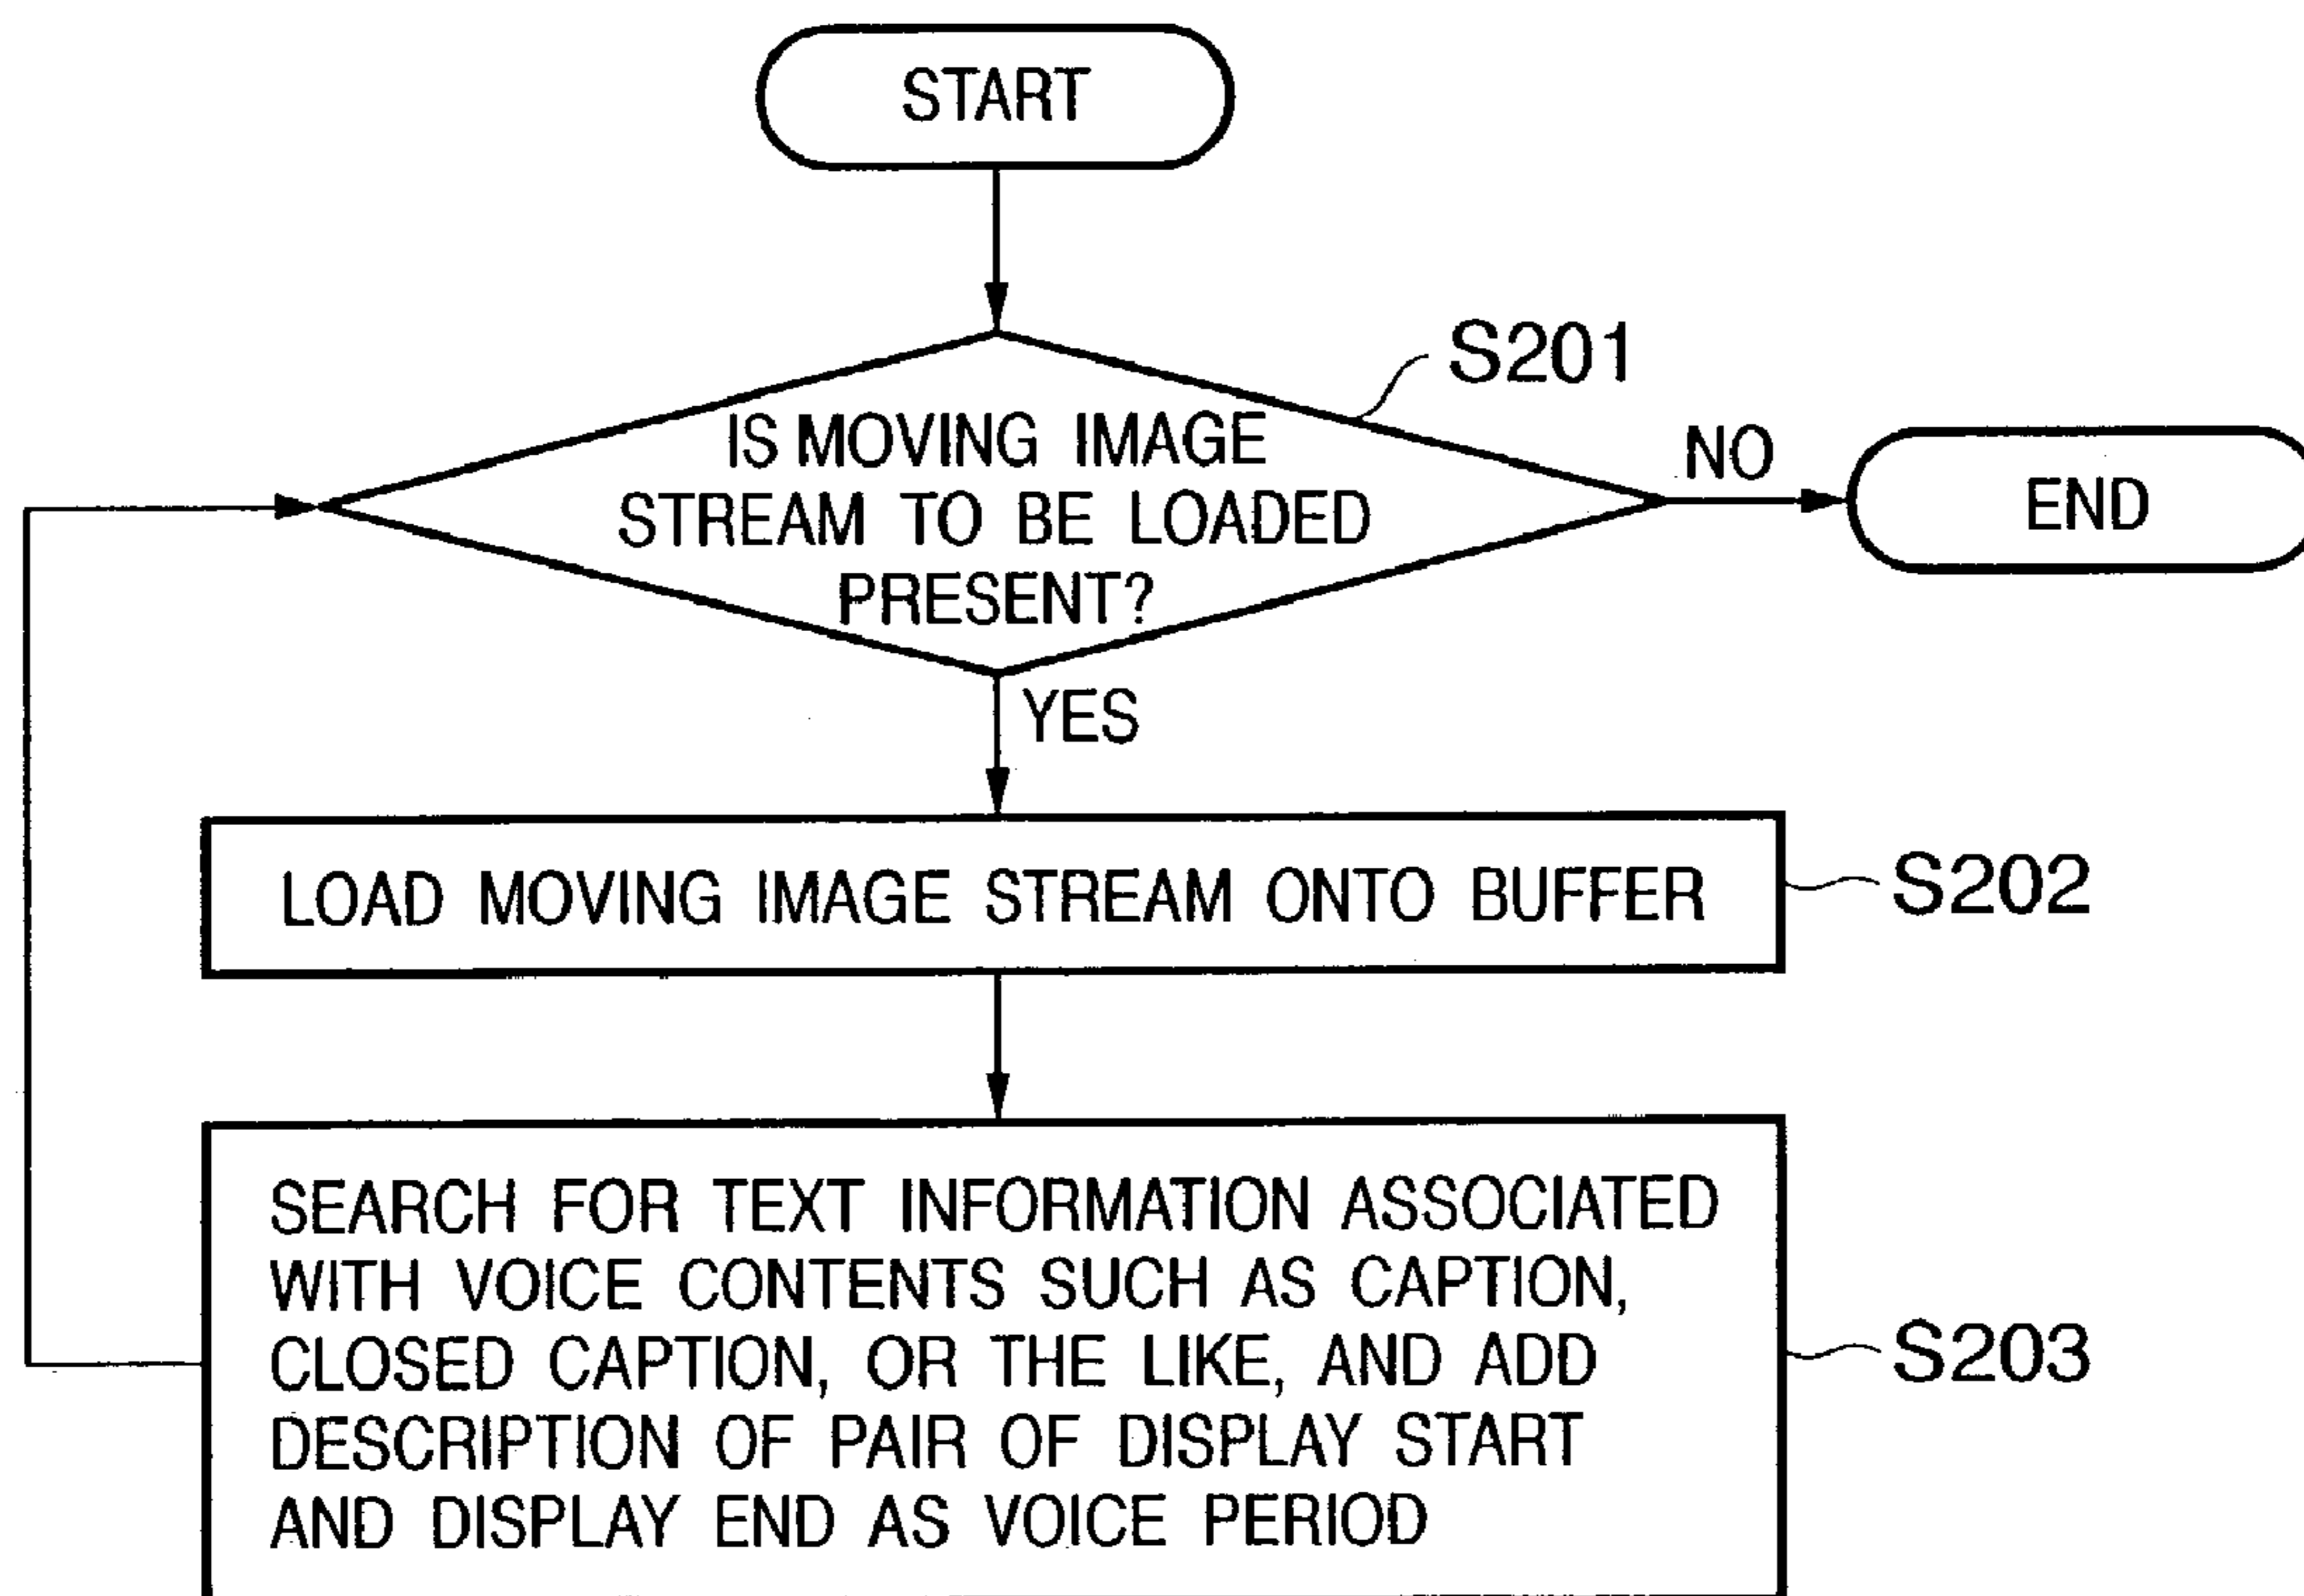 START
S201
IS MOVING IMAGE
STREAM TO BE LOADED
PRESENT?
NO
END
YES
LOAD MOVING IMAGE STREAM ONTO BUFFER
S202
SEARCH FOR TEXT INFORMATION ASSOCIATED
WITH VOICE CONTENTS SUCH AS CAPTION,
CLOSED CAPTION, OR THE LIKE, AND ADD
DESCRIPTION OF PAIR OF DISPLAY START
AND DISPLAY END AS VOICE PERIOD
S203